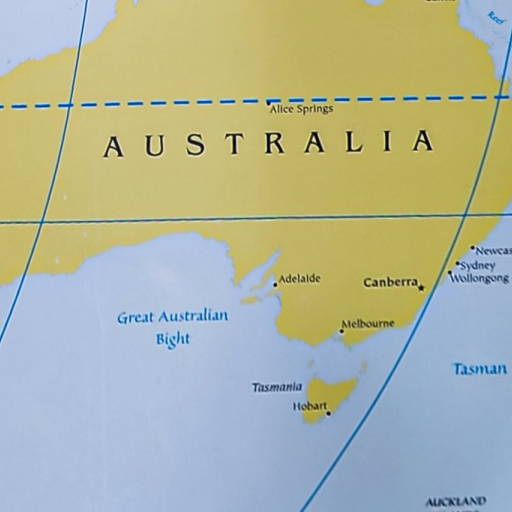 Reef
Alice Springs
AUSTRALIA
Newcas
Sydney
Wollongong
Adelaide
Canberra
Great Australian
Bight
Melbourne
Tasman
Tasmania
Hobart
AUCKLAND